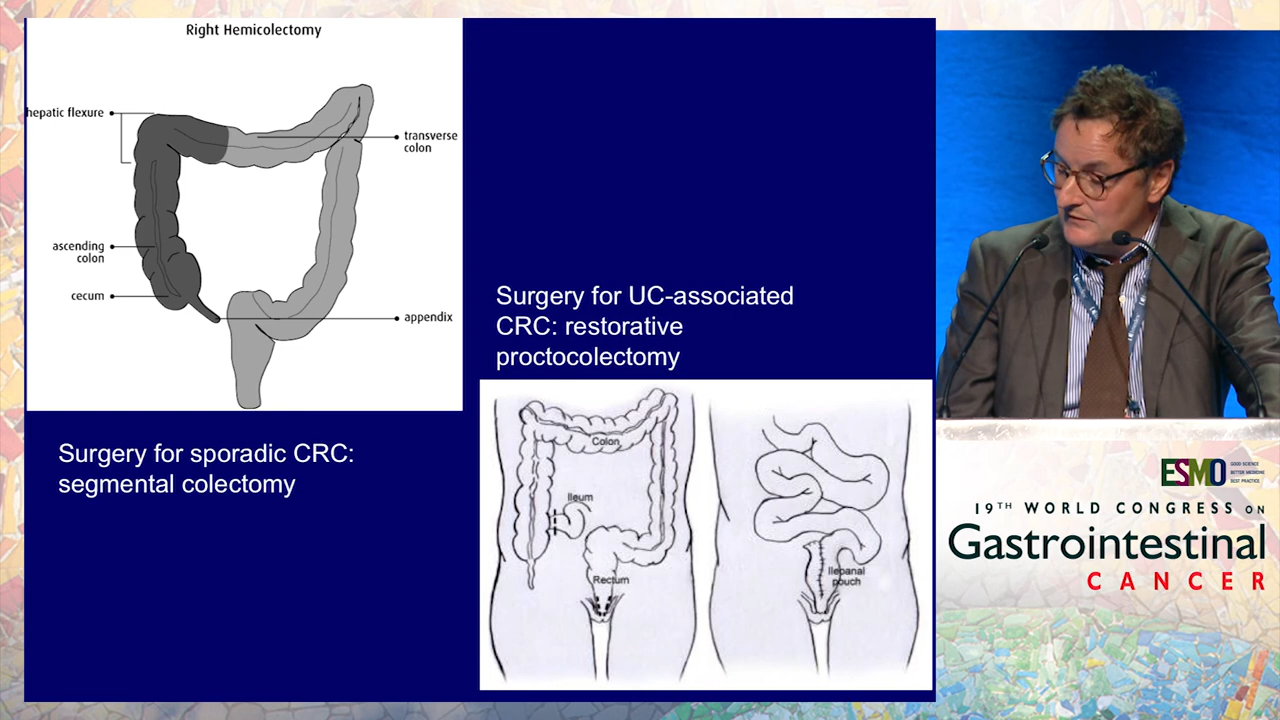 Right Hemicolectomy
hepatic flexure
transverse
colon
ascending
colon
cecum
appendix
Surgery for sporadic CRC:
segmental colectomy
Surgery for UC-associated
CRC: restorative
proctocolectomy
Colon
Ileum
Rectum
Ileoanal
pouch
ESMO
GOOD SCIENCE
BETTER MEDICINE
BEST PRACTICE
19TH WORLD CONGRESS ON
Gastrointestinal
CANCER